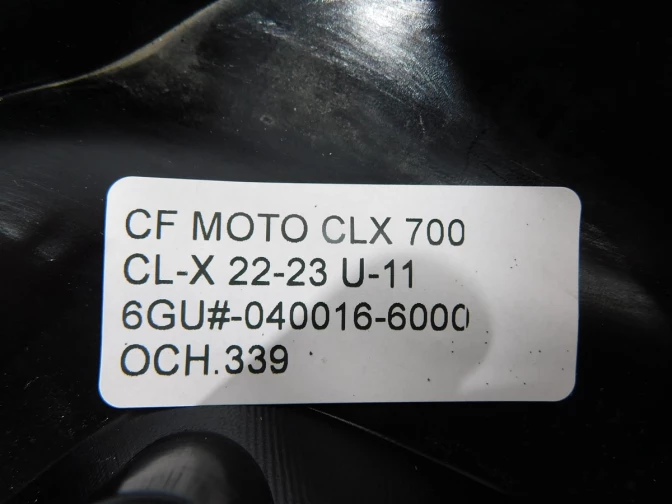 CF MOTO CLX 700
CL-X 22-23 U-11
6GU#-040016-6000
OCH.339